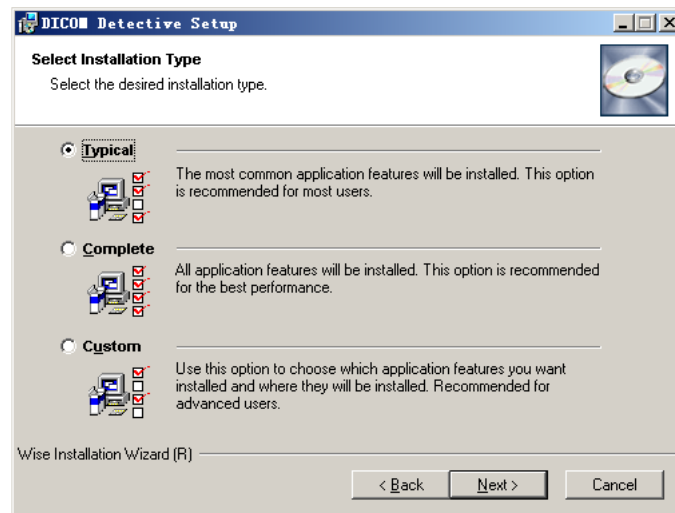 DICOM Detective Setup
Select Installation Type
Select the desired installation type.
Typical
The most common application features will be installed. This option
is recommended for most users.
Complete
All application features will be installed. This option is recommended
for the best performance.
Custom
Use this option to choose which application features you want
installed and where they will be installed. Recommended for
advanced users.
Wise Installation Wizard (R)
< Back Next > Cancel